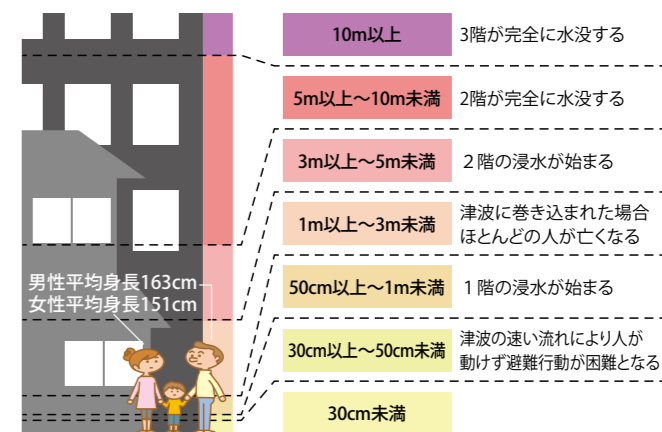 10m以上 3階が完全に水没する
5m以上～10m未満 2階が完全に水没する
3m以上～5m未満 2階の浸水が始まる
1m以上～3m未満 津波に巻き込まれた場合
ほとんどの人が亡くなる
男性平均身長163cm
女性平均身長151cm
50cm以上～1m未満 1階の浸水が始まる
30cm以上～50cm未満 津波の速い流れにより人が
動けず避難行動が困難となる
30cm未満